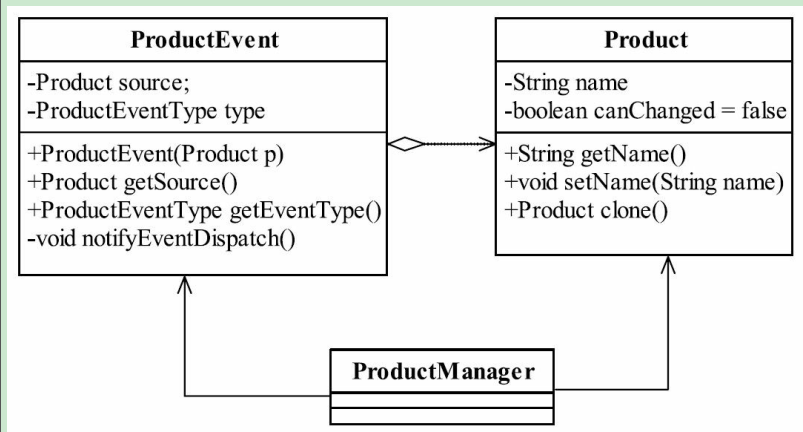 ProductEvent
-Product source;
-ProductEventType type
+ProductEvent(Product p)
+Product getSource()
+ProductEventType getEventType()
-void notifyEventDispatch()
Product
-String name
-boolean canChanged = false
+String getName()
+void setName(String name)
+Product clone()
ProductManager